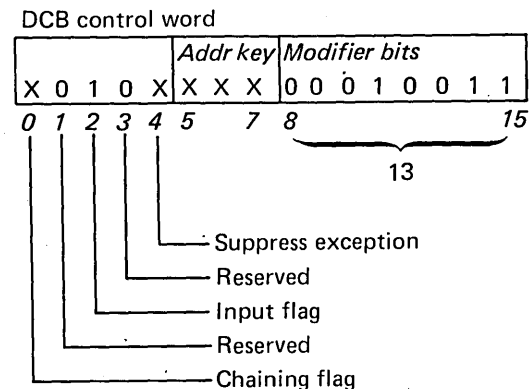 DCB control word
Addr key Modifier bits
X 0 1 0 X X X X 0 0 0 1 0 0 1 1
0 1 2 3 4 5 7 8 15
13
Suppress exception
Reserved
Input flag
Reserved
Chaining flag